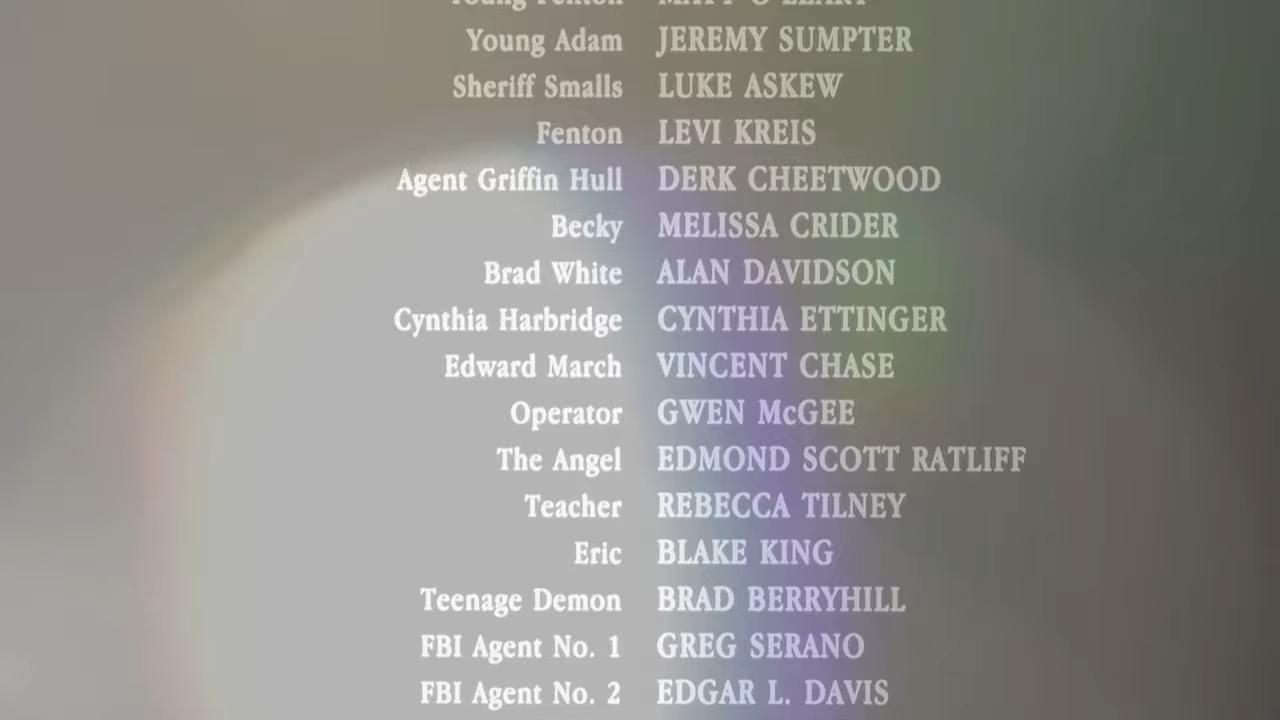 Young Adam JEREMY SUMPTER
Sheriff Smalls LUKE ASKEW
Fenton LEVI KREIS
Agent Griffin Hull DERK CHEETWOOD
Becky MELISSA CRIDER
Brad White ALAN DAVIDSON
Cynthia Harbridge CYNTHIA ETTINGER
Edward March VINCENT CHASE
Operator GWEN McGEE
The Angel EDMOND SCOTT RATLIFF
Teacher REBECCA TILNEY
Eric BLAKE KING
Teenage Demon BRAD BERRYHILL
FBI Agent No. 1 GREG SERANO
FBI Agent No. 2 EDGAR L. DAVIS